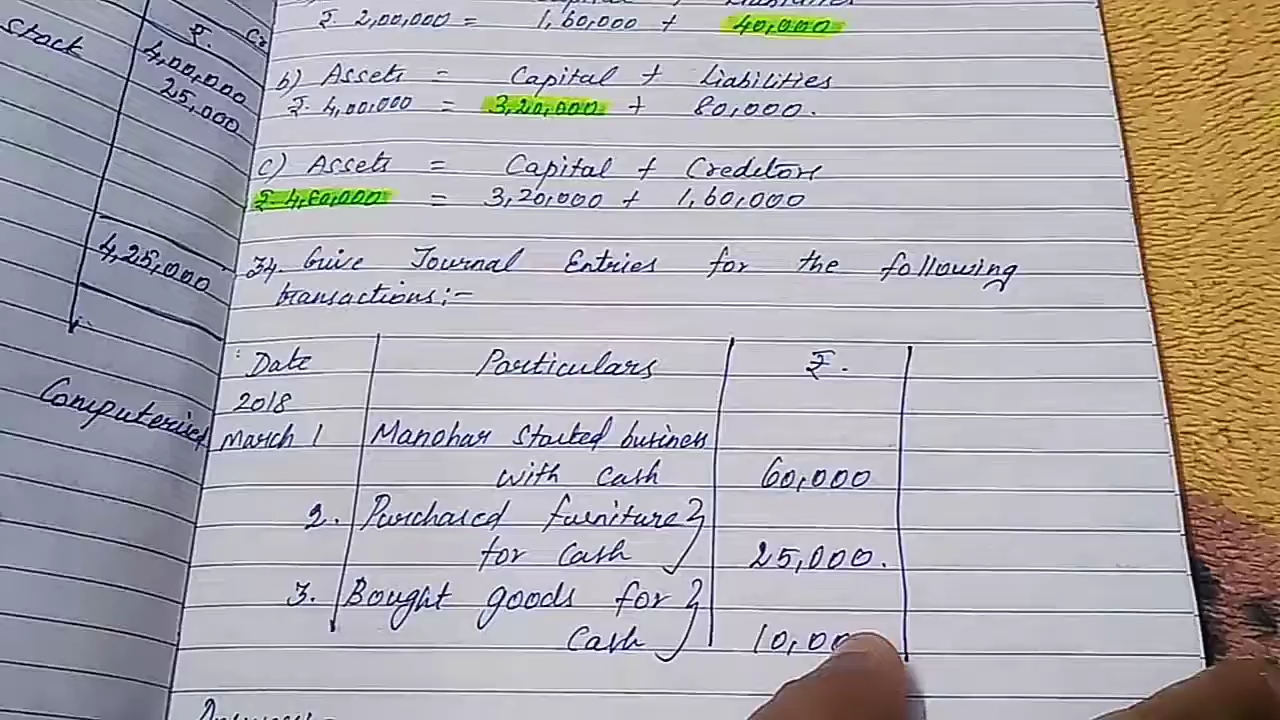 Stock
₹. Cr
4,00,000
25,000
4,25,000
Computerised
₹. 2,00,000 = 1,60,000 + 40,000
b) Assets = Capital + Liabilities
₹. 4,00,000 = 3,20,000 + 80,000.
c) Assets = Capital + Creditors
₹. 4,80,000 = 3,20,000 + 1,60,000
34. Give Journal Entries for the following
transactions:-
Date Particulars ₹.
2018
March 1 Manohar started business
with cash 60,000
2. Purchased furniture
for cash 25,000.
3. Bought goods for
cash 10,00